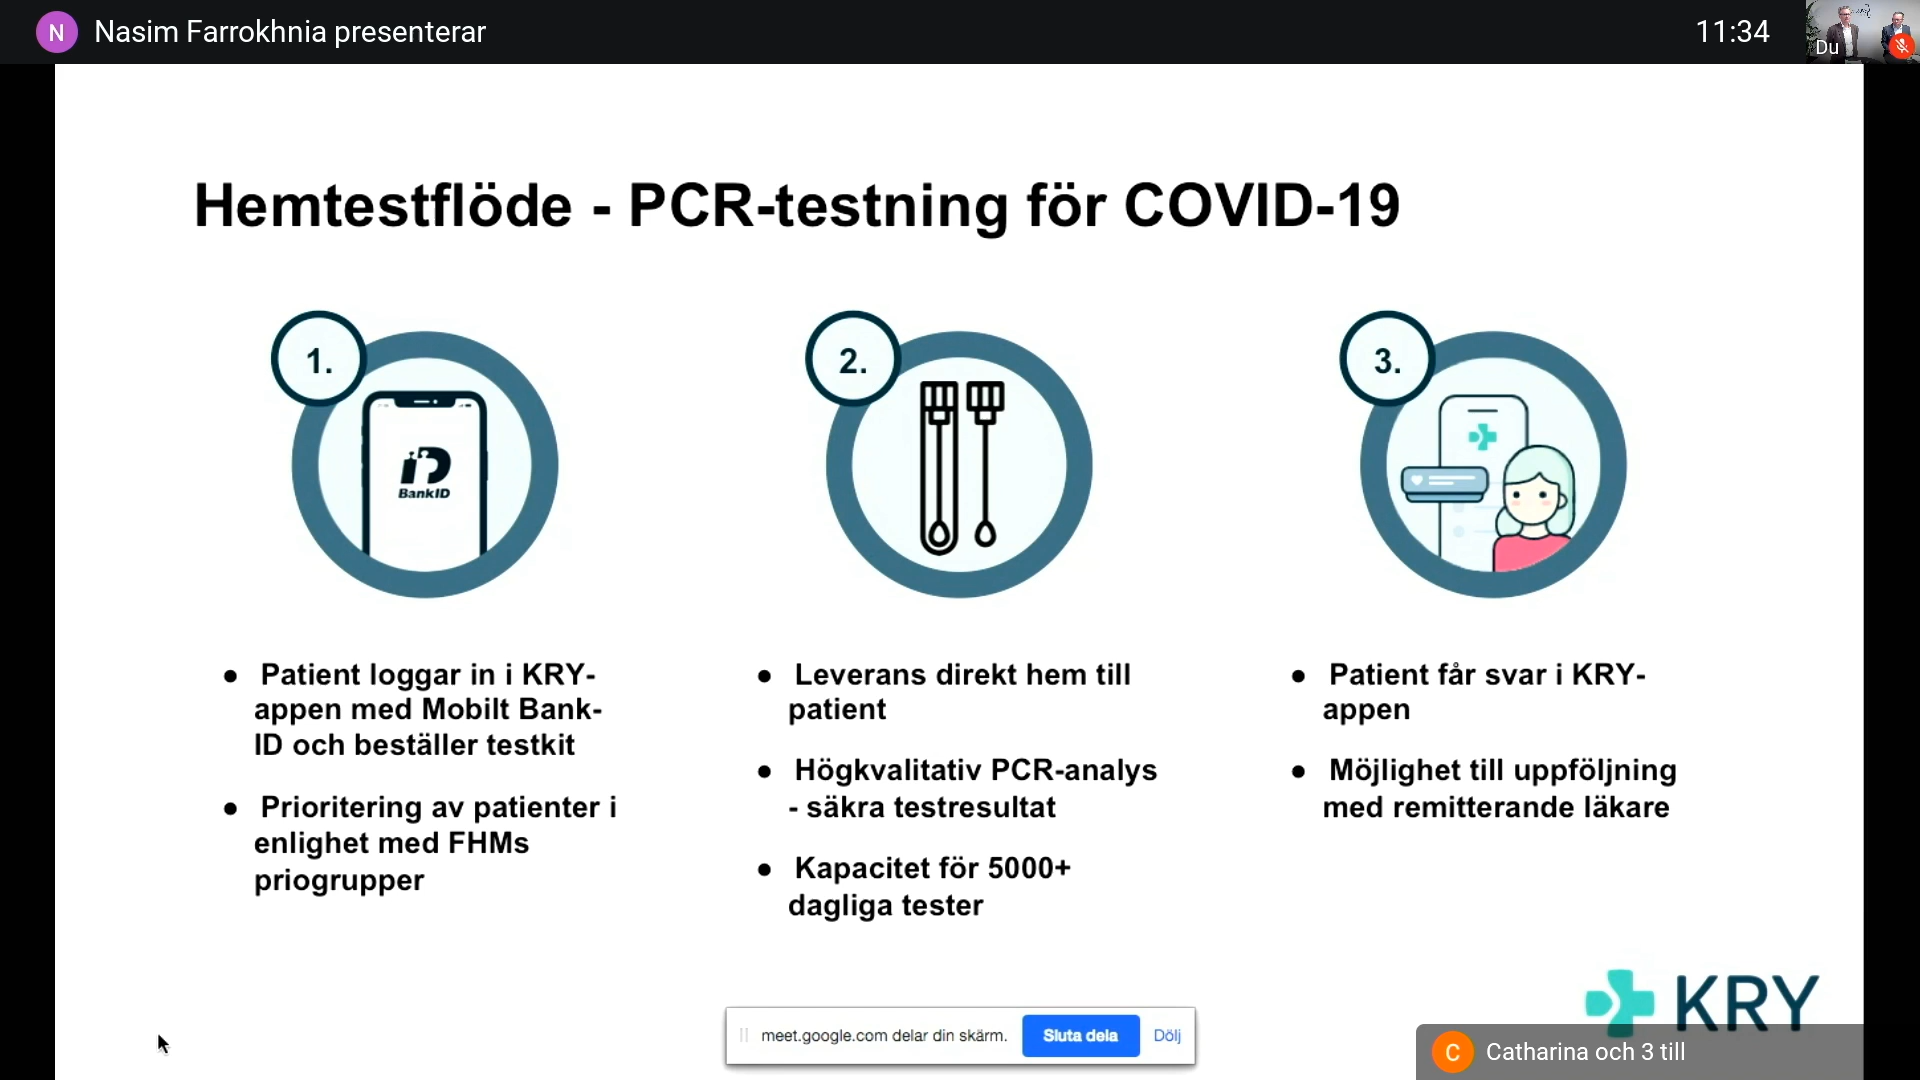 N Nasim Farrokhnia presenterar
11:34
Du
Hemtestflöde - PCR-testning för COVID-19
1.
BankID
2.
3.
● Patient loggar in i KRY-
appen med Mobilt Bank-
ID och beställer testkit
● Prioritering av patienter i
enlighet med FHMs
priogrupper
● Leverans direkt hem till
patient
● Högkvalitativ PCR-analys
- säkra testresultat
● Kapacitet för 5000+
dagliga tester
● Patient får svar i KRY-
appen
● Möjlighet till uppföljning
med remitterande läkare
KRY
meet.google.com delar din skärm. Sluta dela Dölj
C Catharina och 3 till